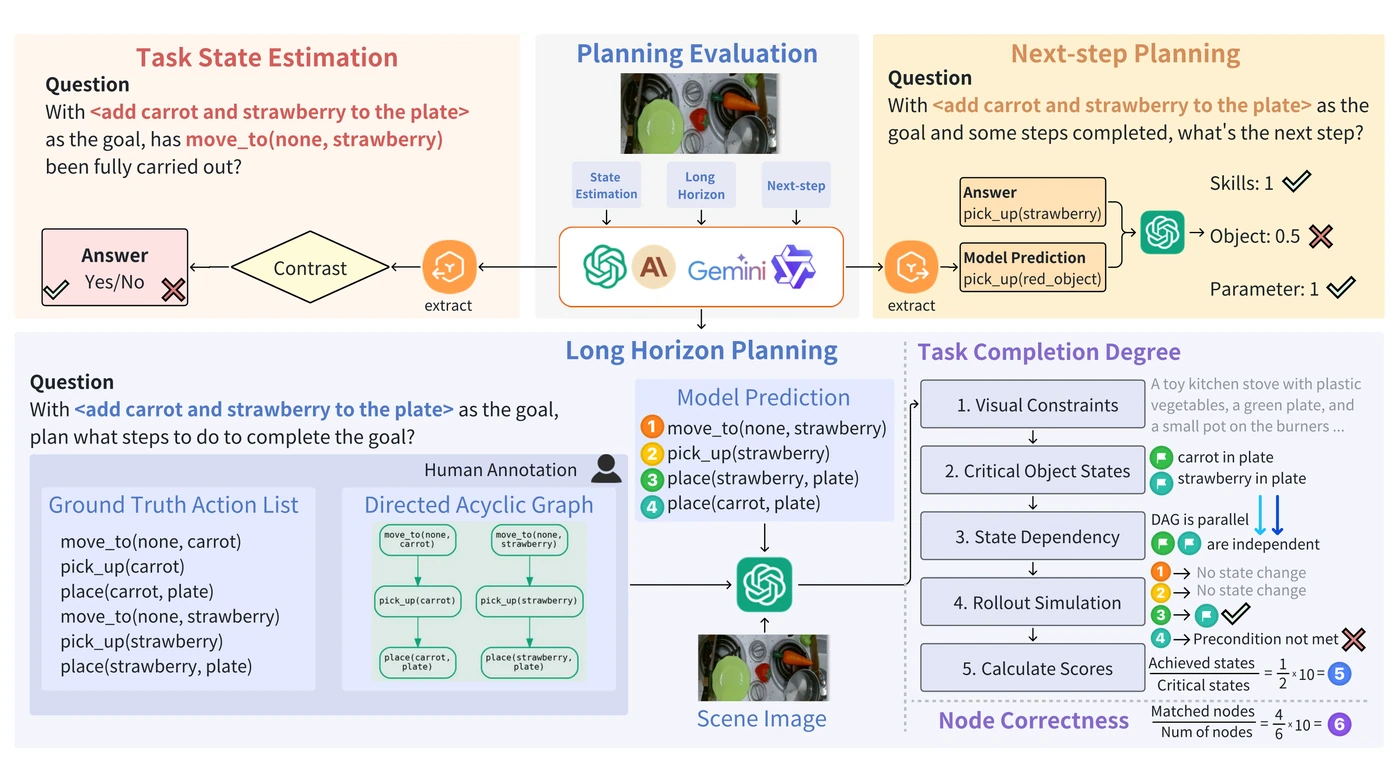 Task State Estimation
Question
With <add carrot and strawberry to the plate>
as the goal, has move_to(none, strawberry)
been fully carried out?
Answer
Yes/No
Contrast
extract
Planning Evaluation
State
Estimation
Long
Horizon
Next-step
Gemini
Next-step Planning
Question
With <add carrot and strawberry to the plate> as the
goal and some steps completed, what's the next step?
extract
Answer
pick_up(strawberry)
Model Prediction
pick_up(red_object)
Skills: 1
Object: 0.5
Parameter: 1
Long Horizon Planning
Question
With <add carrot and strawberry to the plate> as the goal,
plan what steps to do to complete the goal?
Human Annotation
Ground Truth Action List
move_to(none, carrot)
pick_up(carrot)
place(carrot, plate)
move_to(none, strawberry)
pick_up(strawberry)
place(strawberry, plate)
Directed Acyclic Graph
move_to(none,
carrot)
move_to(none,
strawberry)
pick_up(carrot)
pick_up(strawberry)
place(carrot,
plate)
place(strawberry,
plate)
Model Prediction
1 move_to(none, strawberry)
2 pick_up(strawberry)
3 place(strawberry, plate)
4 place(carrot, plate)
Scene Image
Task Completion Degree
1. Visual Constraints
A toy kitchen stove with plastic
vegetables, a green plate, and
a small pot on the burners ...
2. Critical Object States
carrot in plate
strawberry in plate
3. State Dependency
DAG is parallel
are independent
4. Rollout Simulation
1 → No state change
2 → No state change
3 →
4 → Precondition not met
5. Calculate Scores
Achieved states
Critical states
= 1/2 × 10 = 5
Node Correctness
Matched nodes
Num of nodes
= 4/6 × 10 = 6